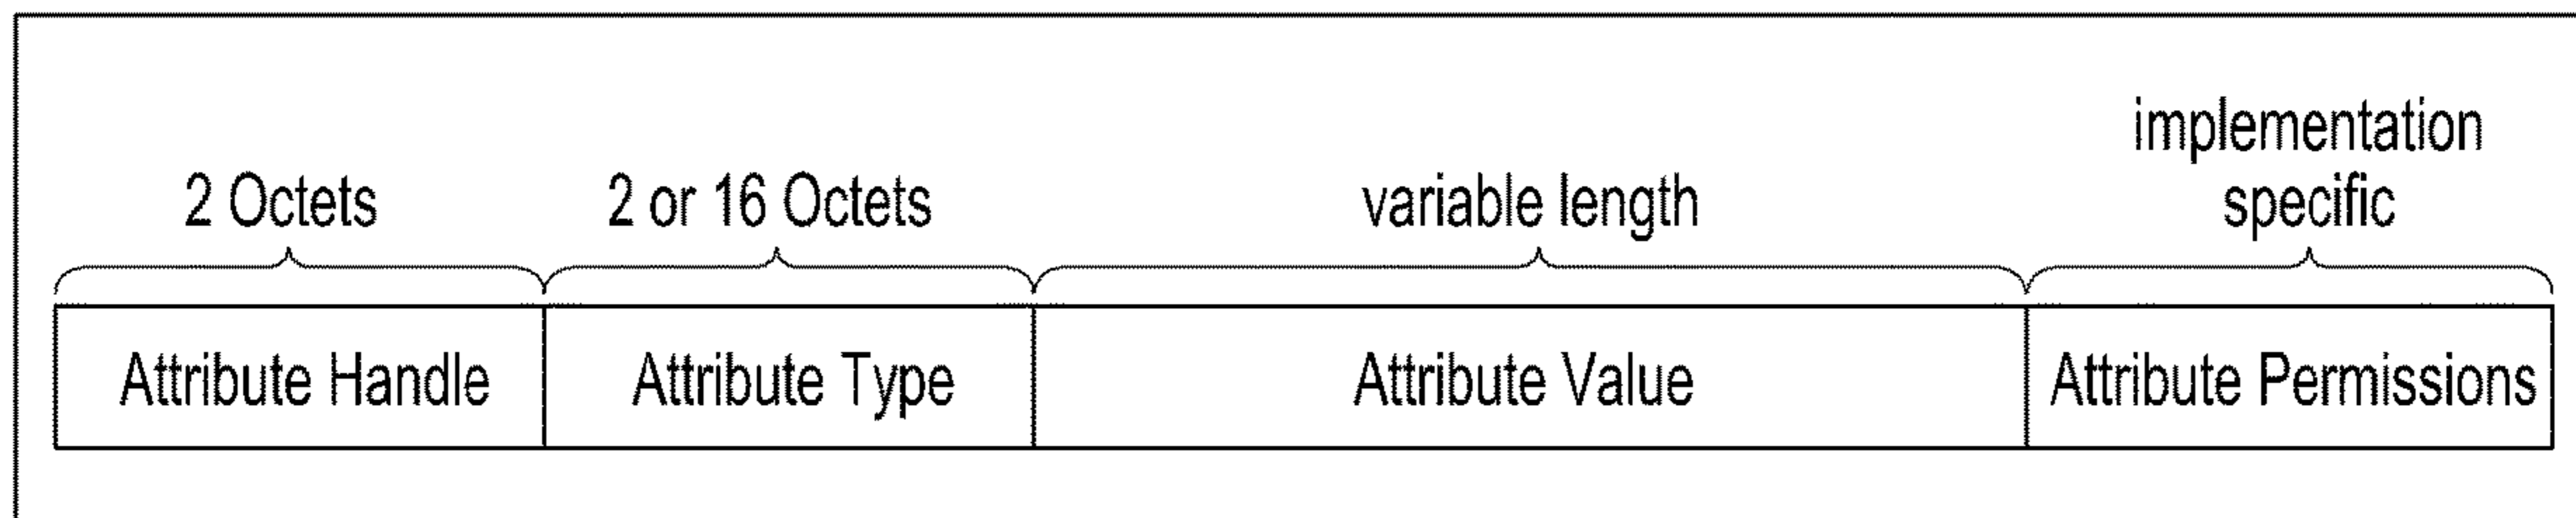 implementation
2 Octets 2 or 16 Octets variable length specific
Attribute Handle Attribute Type Attribute Value Attribute Permissions